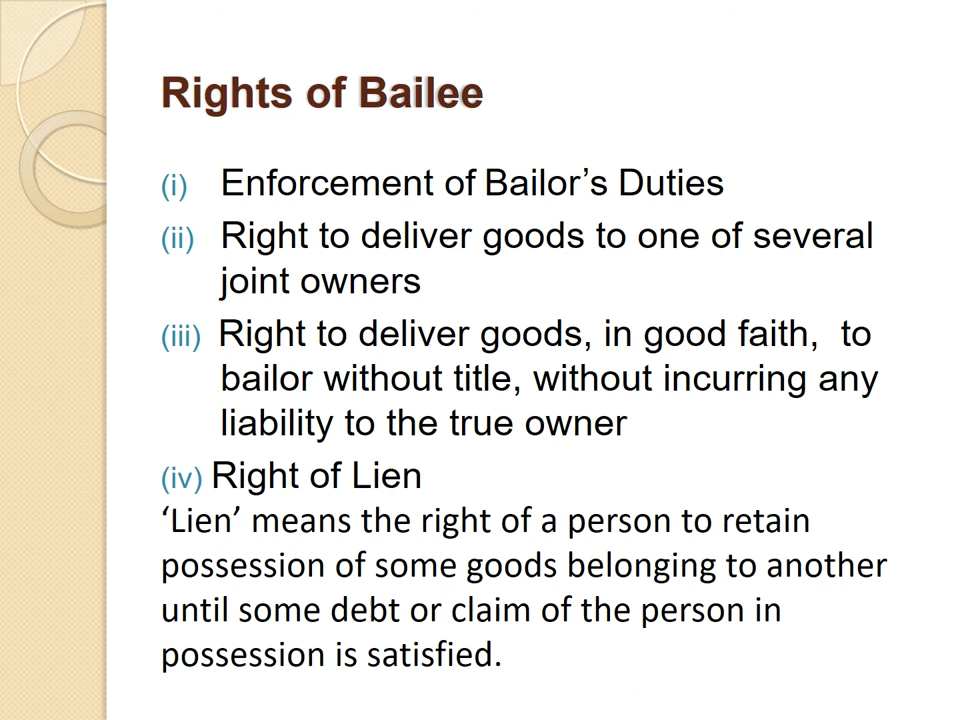 Rights of Bailee
(i) Enforcement of Bailor’s Duties
(ii) Right to deliver goods to one of several
joint owners
(iii) Right to deliver goods, in good faith, to
bailor without title, without incurring any
liability to the true owner
(iv) Right of Lien
‘Lien’ means the right of a person to retain
possession of some goods belonging to another
until some debt or claim of the person in
possession is satisfied.